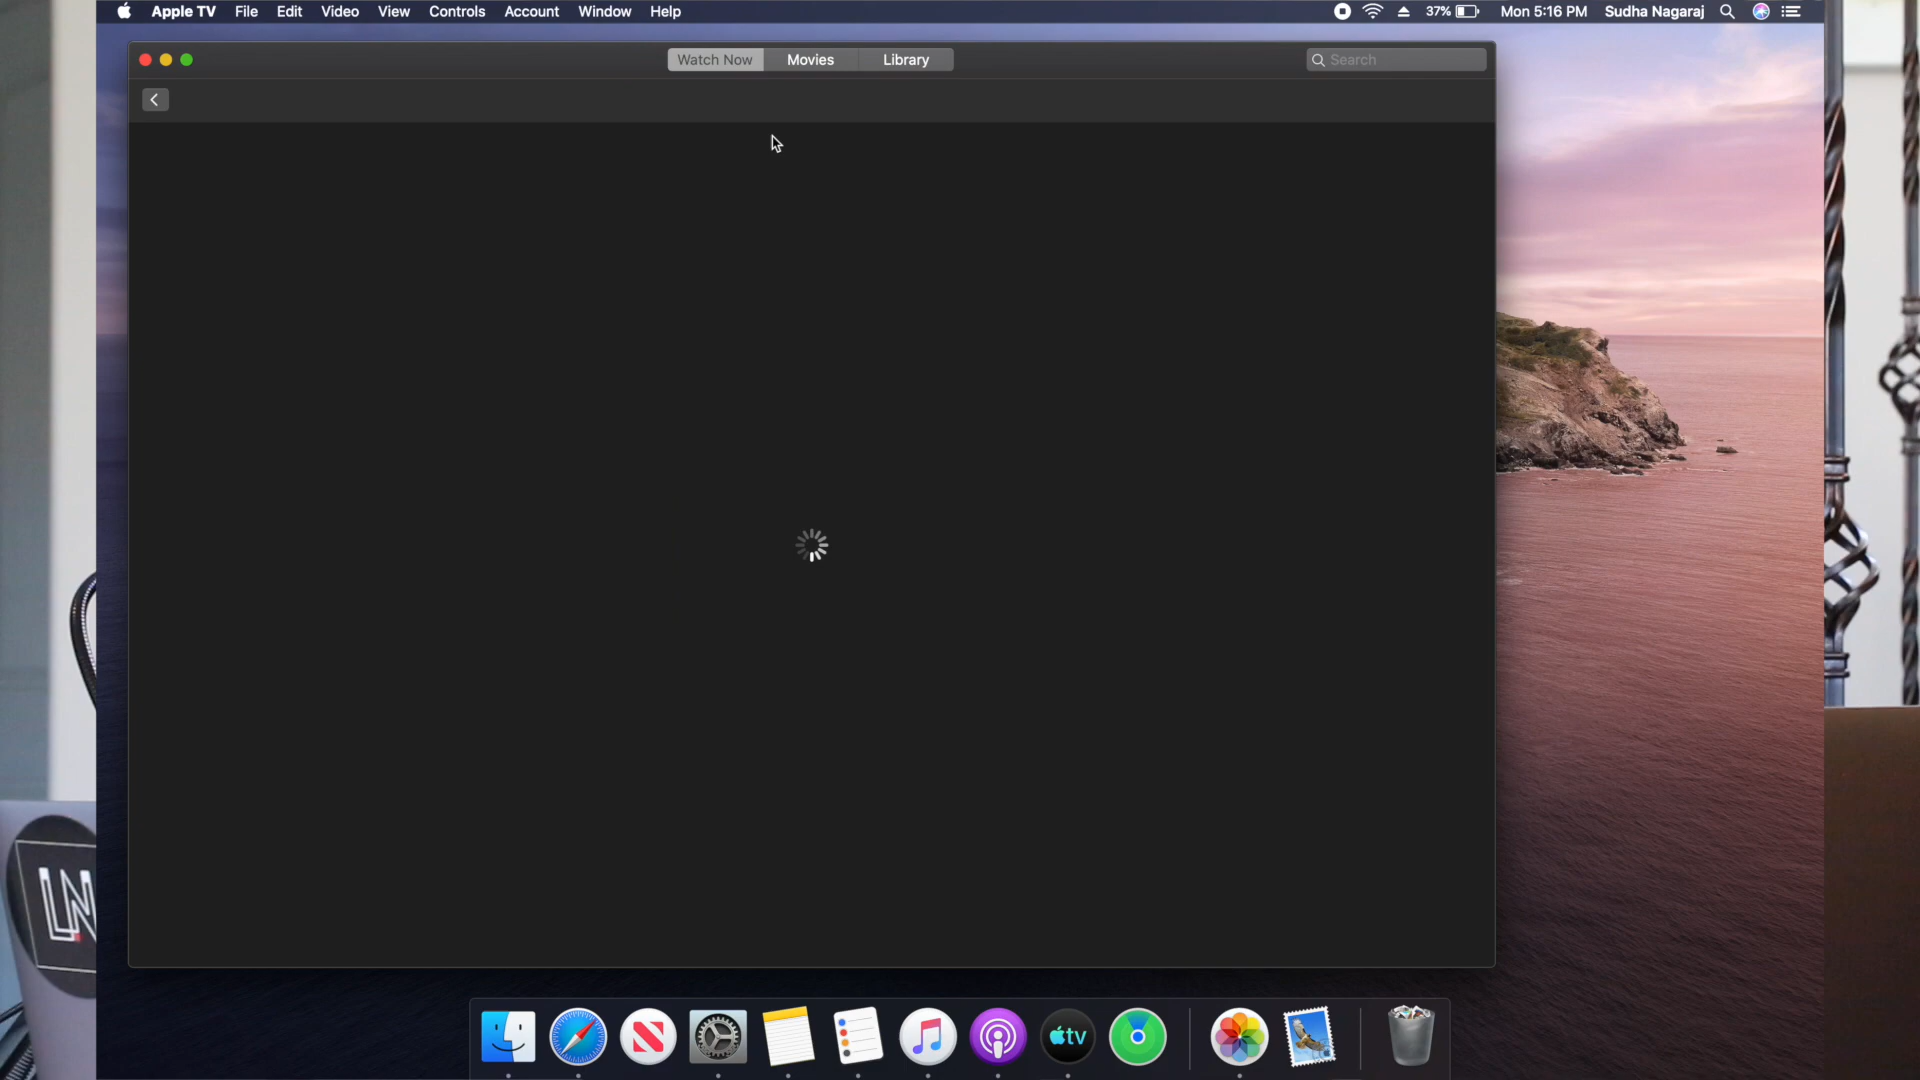 Apple TV File Edit Video View Controls Account Window Help 37% Mon 5:16 PM Sudha Nagaraj
Watch Now Movies Library Search
LN
tv